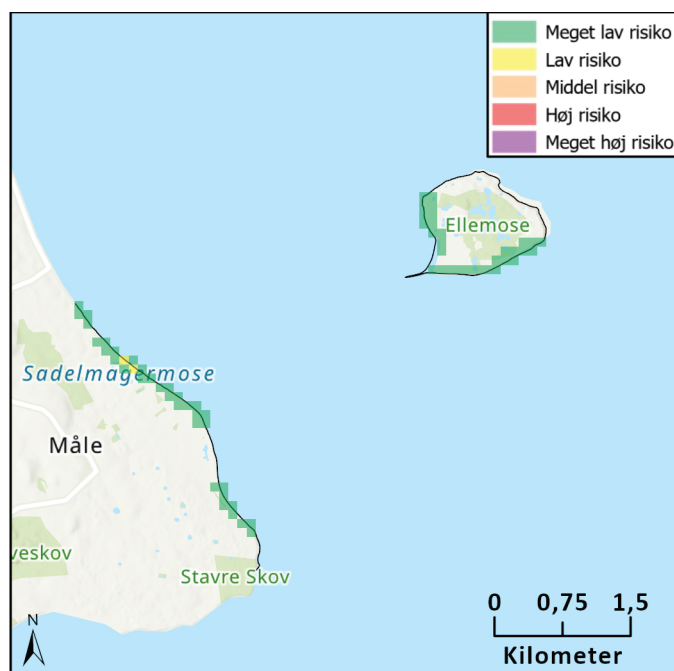 Meget lav risiko
Lav risiko
Middel risiko
Høj risiko
Meget høj risiko
Ellemose
Sadelmagermose
Måle
veskov
Stavre Skov
N
0 0,75 1,5
Kilometer